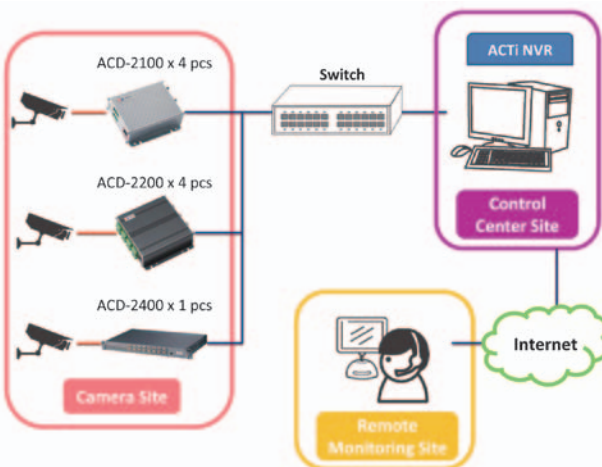 ACD-2100 x 4 pcs
Switch
ACTi NVR
ACD-2200 x 4 pcs
Control
Center Site
ACD-2400 x 1 pcs
Internet
Camera Site
Remote
Monitoring Site